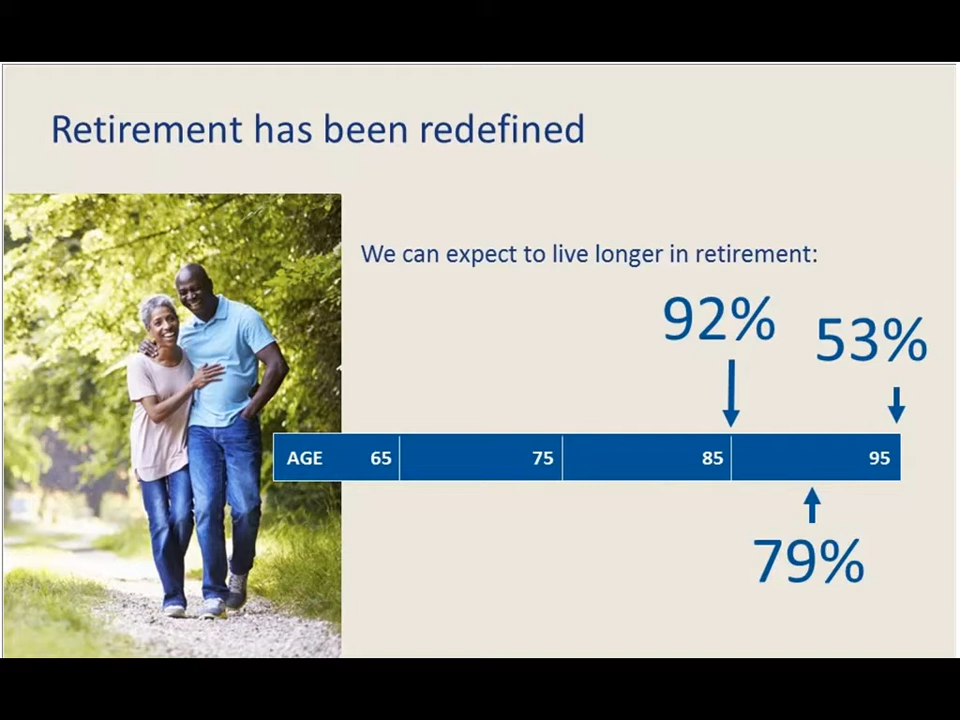 Retirement has been redefined
We can expect to live longer in retirement:
92%
53%
AGE 65 75 85 95
79%